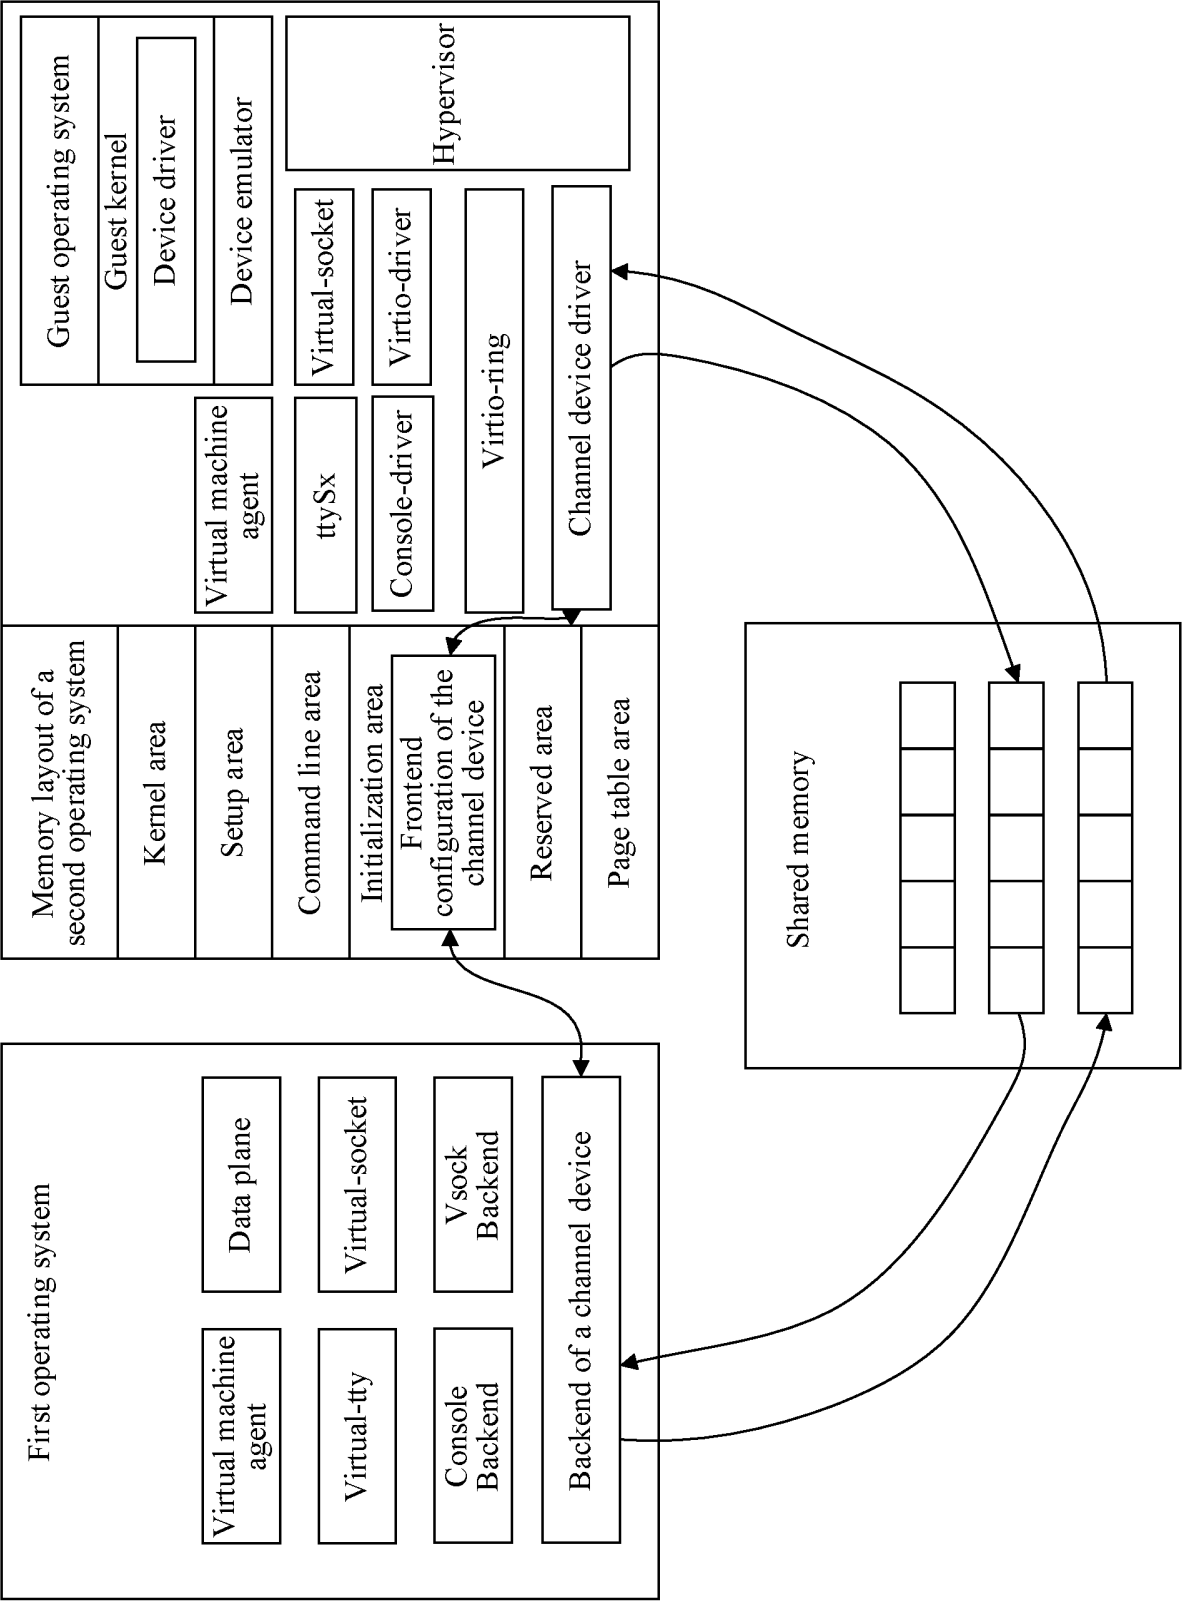 First operating system
Virtual machine
agent
Data plane
Virtual-tty
Virtual-socket
Console
Backend
Vsock
Backend
Backend of a channel device
Memory layout of a
second operating system
Kernel area
Setup area
Command line area
Initialization area
Frontend
configuration of the
channel device
Reserved area
Page table area
Guest operating system
Guest kernel
Device driver
Device emulator
Virtual machine
agent
ttySx
Virtual-socket
Console-driver
Virtio-driver
Virtio-ring
Channel device driver
Hypervisor
Shared memory